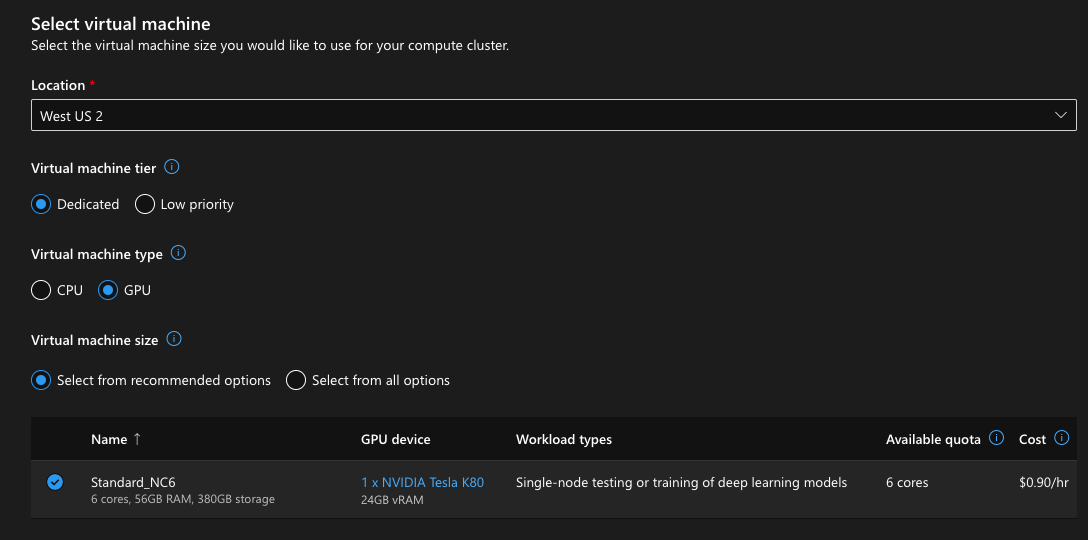 Select virtual machine
Select the virtual machine size you would like to use for your compute cluster.
Location *
West US 2
Virtual machine tier
Dedicated Low priority
Virtual machine type
CPU GPU
Virtual machine size
Select from recommended options Select from all options
Name ↑ GPU device Workload types Available quota Cost
Standard_NC6 1 x NVIDIA Tesla K80 Single-node testing or training of deep learning models 6 cores $0.90/hr
6 cores, 56GB RAM, 380GB storage 24GB vRAM